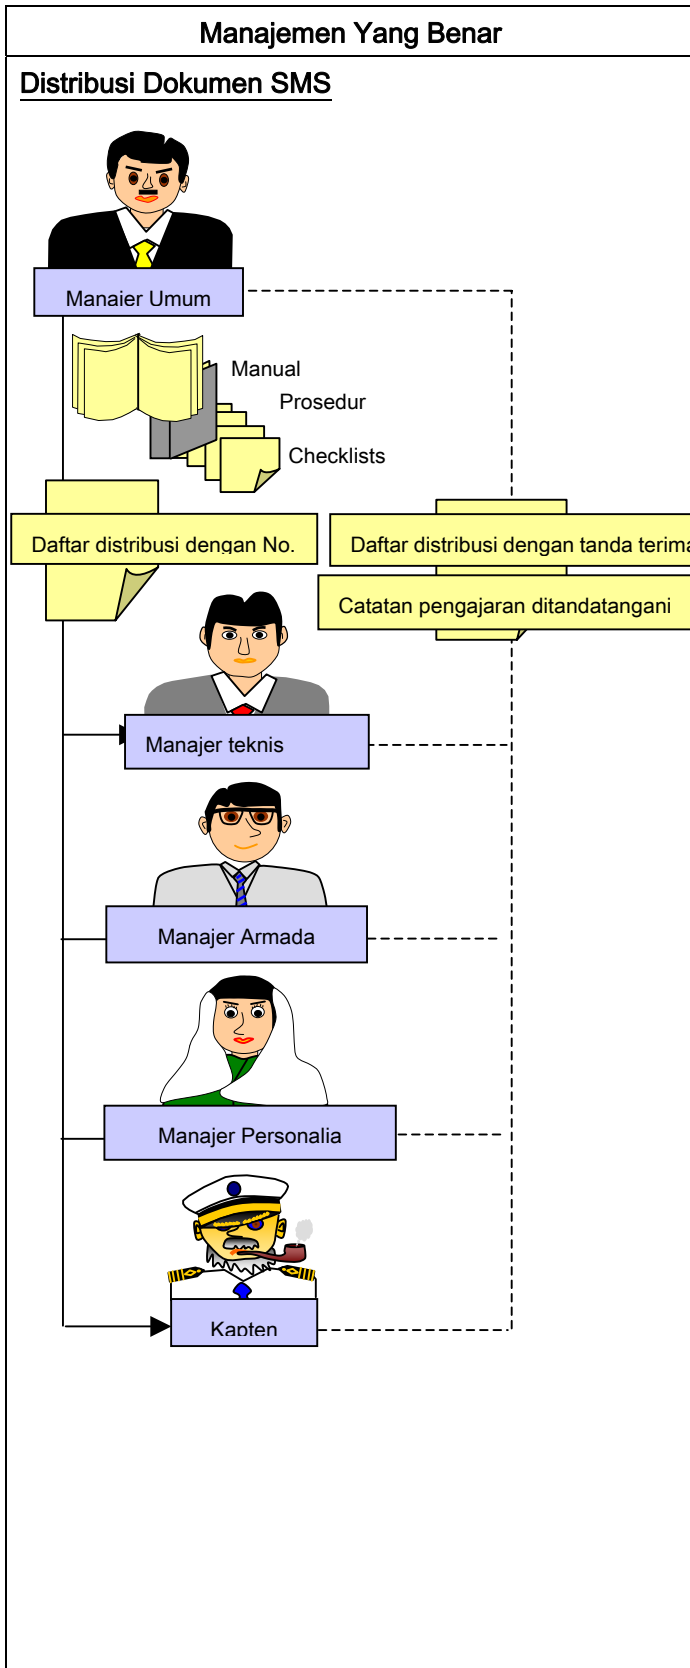 Manajemen Yang Benar
Distribusi Dokumen SMS
Manajer Umum
Manual
Prosedur
Checklists
Daftar distribusi dengan No.
Daftar distribusi dengan tanda terima
Catatan pengajaran ditandatangani
Manajer teknis
Manajer Armada
Manajer Personalia
Kapten